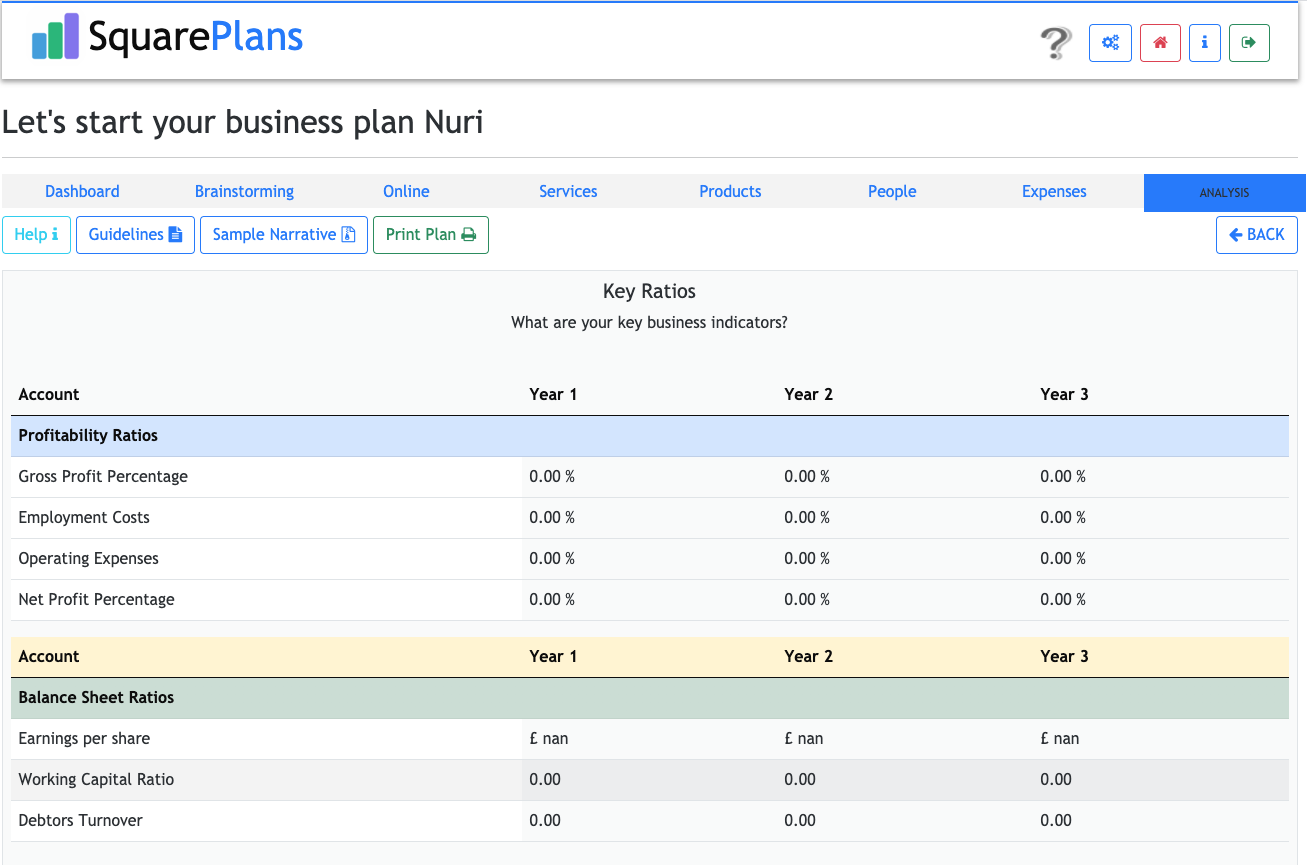 SquarePlans
Let's start your business plan Nuri
Dashboard Brainstorming Online Services Products People Expenses ANALYSIS
Help i Guidelines Sample Narrative Print Plan BACK
Key Ratios
What are your key business indicators?
Account Year 1 Year 2 Year 3
Profitability Ratios
Gross Profit Percentage 0.00 % 0.00 % 0.00 %
Employment Costs 0.00 % 0.00 % 0.00 %
Operating Expenses 0.00 % 0.00 % 0.00 %
Net Profit Percentage 0.00 % 0.00 % 0.00 %
Account Year 1 Year 2 Year 3
Balance Sheet Ratios
Earnings per share £ nan £ nan £ nan
Working Capital Ratio 0.00 0.00 0.00
Debtors Turnover 0.00 0.00 0.00